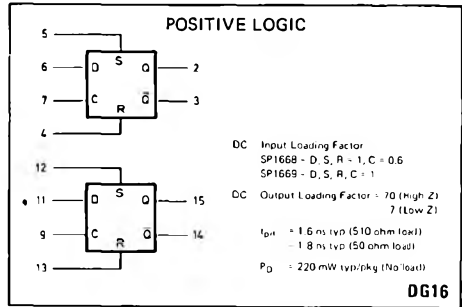 POSITIVE LOGIC
5
6 D S Q 2
7 C R Q̅ 3
4
12
11 D S Q 15
9 C R Q̅ 14
13
DC Input Loading Factor
SP1668 - D, S, R - 1, C = 0.6
SP1669 - D, S, R, C = 1
DC Output Loading Factor = 70 (High Z)
7 (Low Z)
tpd = 1.6 ns typ (510 ohm load)
- 1.8 ns typ (50 ohm load)
PD = 220 mW typ/pkg (No load)
DG16